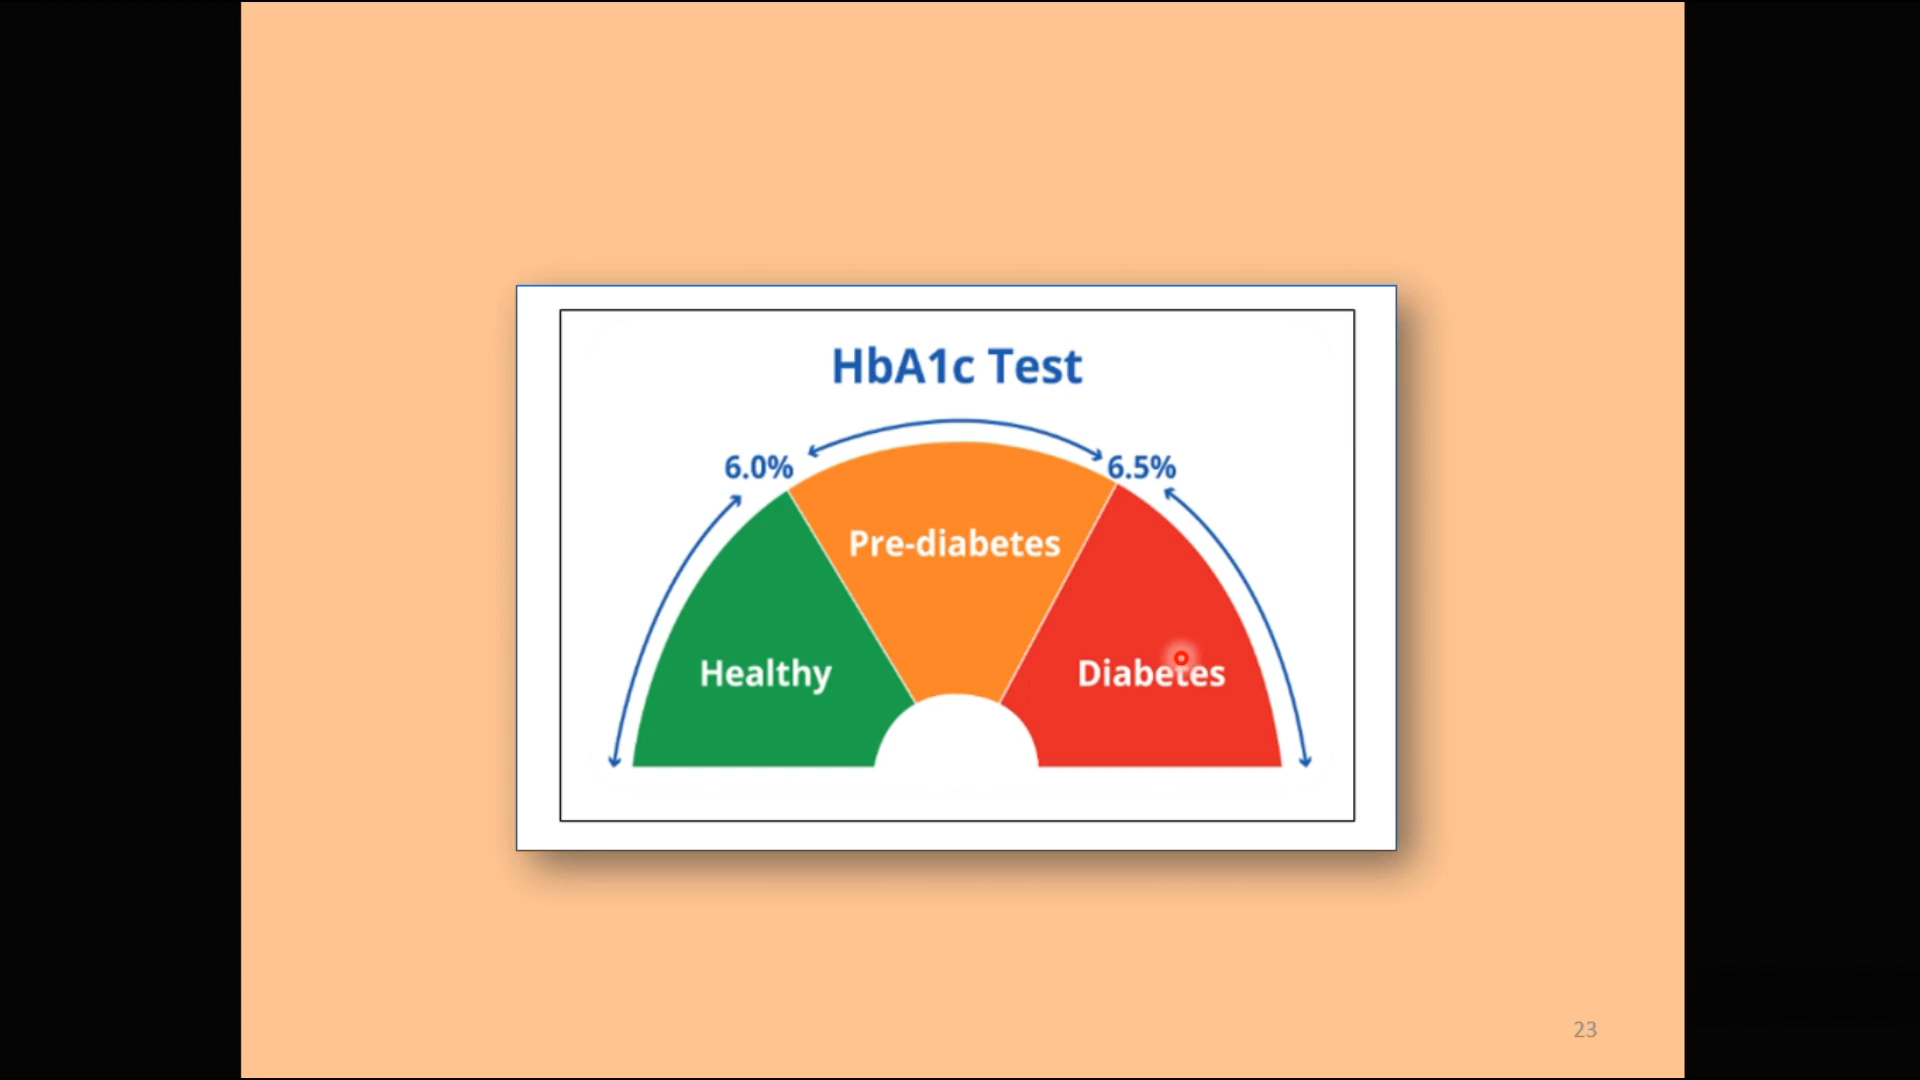 HbA1c Test
6.0%
6.5%
Pre-diabetes
Healthy
Diabetes
23